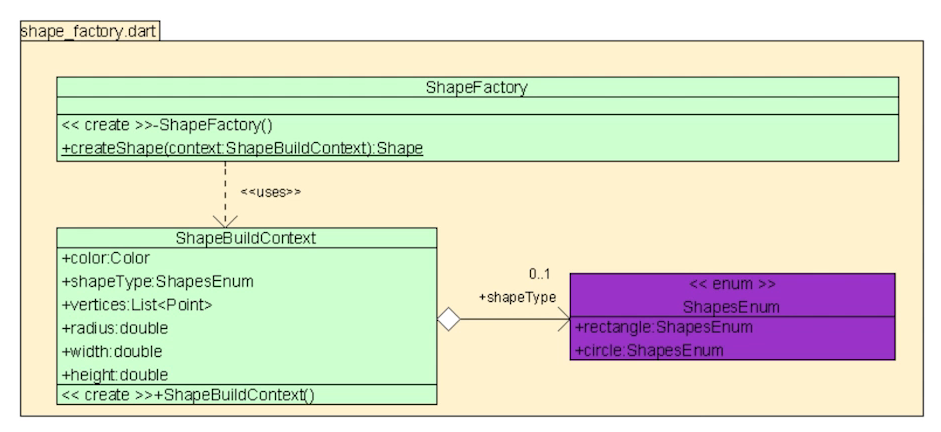 shape_factory.dart
ShapeFactory
<< create >>-ShapeFactory()
+createShape(context:ShapeBuildContext):Shape
<<uses>>
ShapeBuildContext
+color:Color
+shapeType:ShapesEnum
+vertices:List<Point>
+radius:double
+width:double
+height:double
<< create >>+ShapeBuildContext()
0..1
+shapeType
<< enum >>
ShapesEnum
+rectangle:ShapesEnum
+circle:ShapesEnum